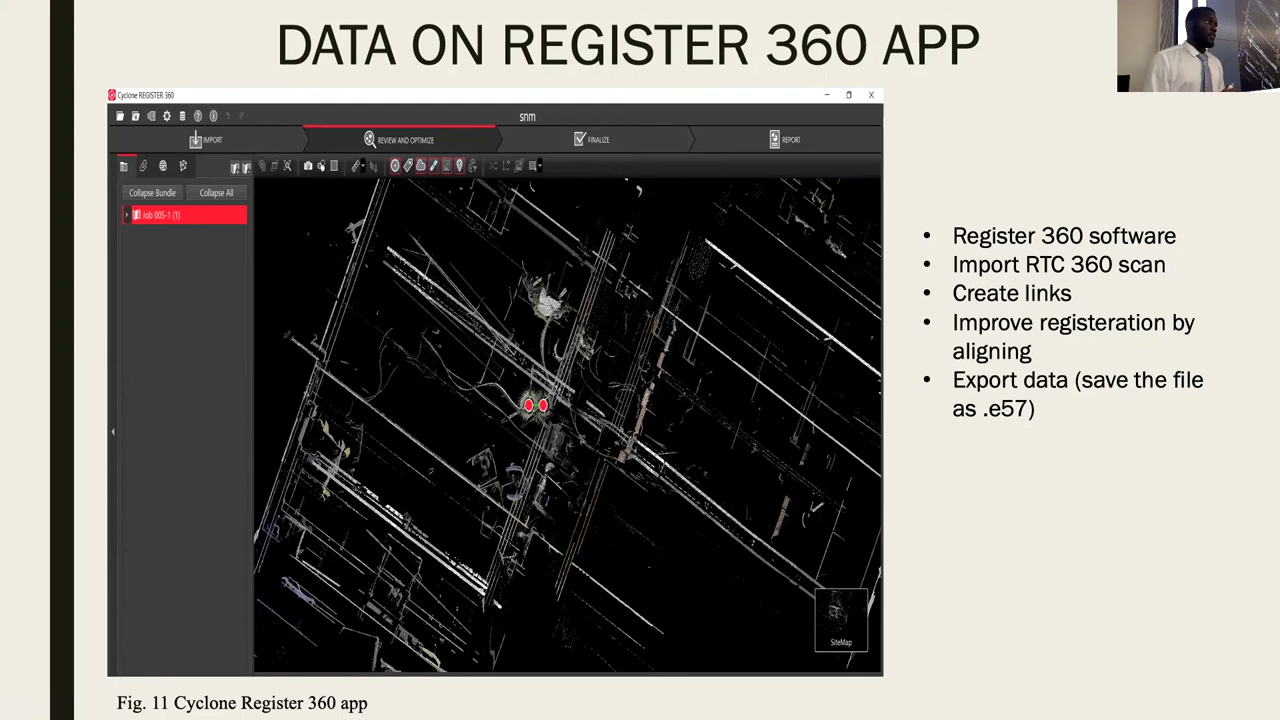 DATA ON REGISTER 360 APP
Cyclone REGISTER 360
snm
IMPORT
REVIEW AND OPTIMIZE
FINALIZE
REPORT
Collapse Bundle
Collapse All
Job 005-1 (1)
SiteMap
• Register 360 software
• Import RTC 360 scan
• Create links
• Improve registeration by
aligning
• Export data (save the file
as .e57)
Fig. 11 Cyclone Register 360 app